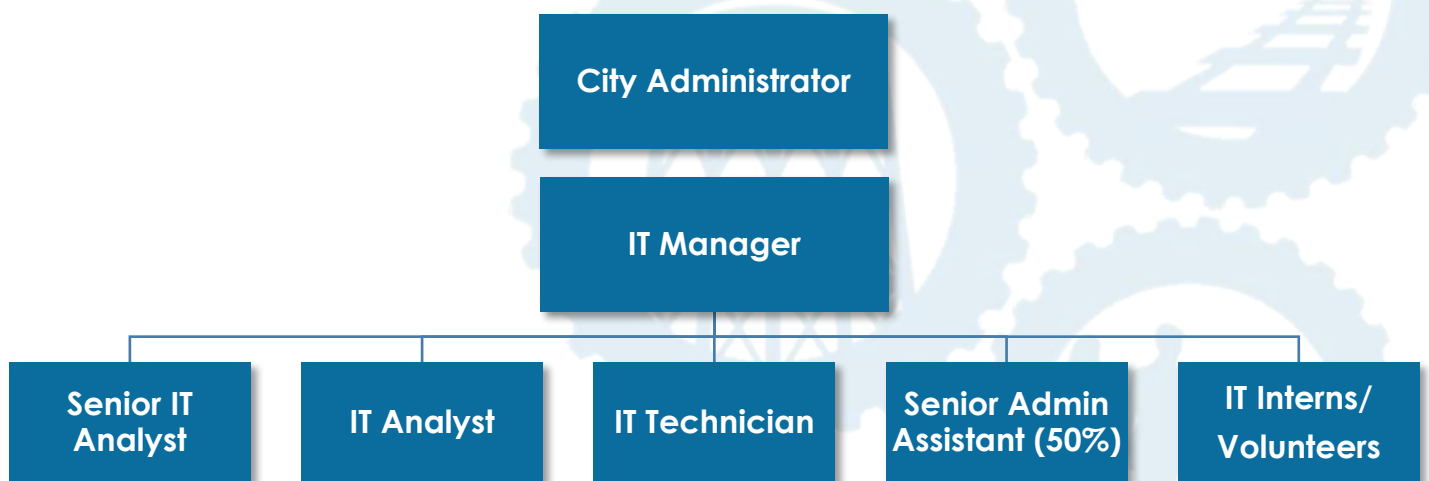 City Administrator
IT Manager
Senior IT
Analyst
IT Analyst
IT Technician
Senior Admin
Assistant (50%)
IT Interns/
Volunteers